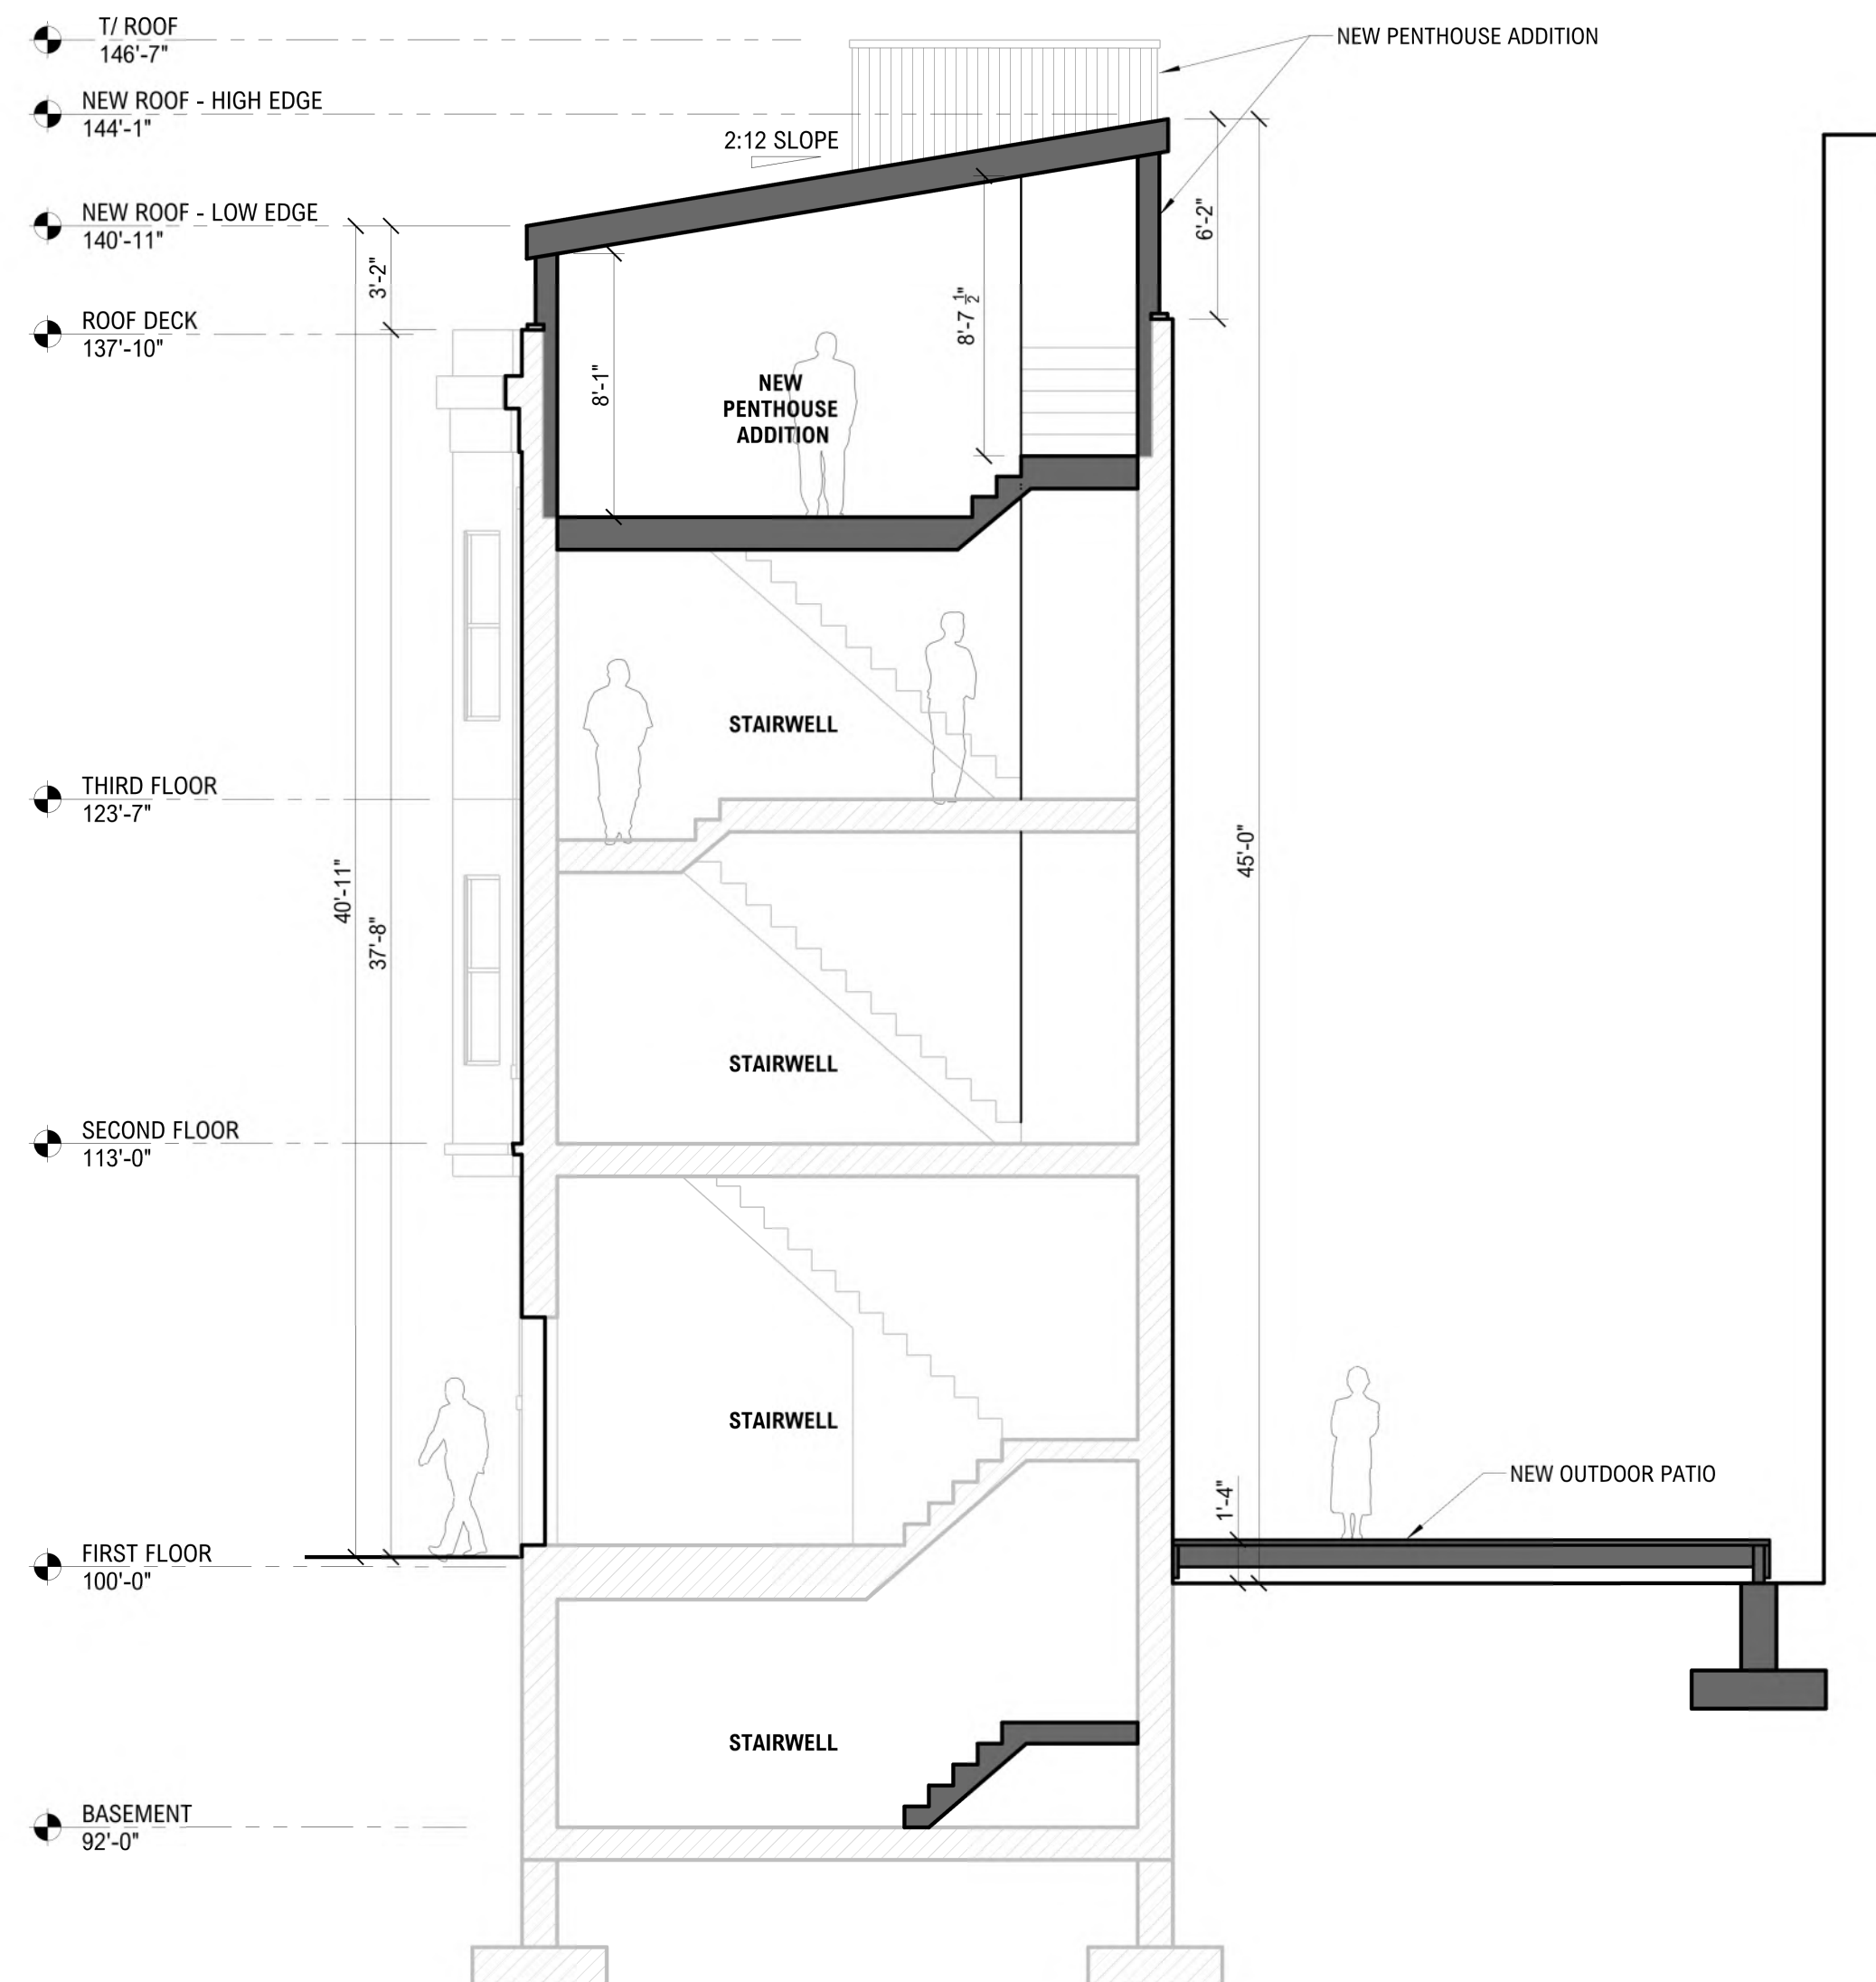 T/ ROOF
146'-7"
NEW PENTHOUSE ADDITION
NEW ROOF - HIGH EDGE
144'-1"
2:12 SLOPE
NEW ROOF - LOW EDGE
140'-11"
6'-2"
3'-2"
ROOF DECK
137'-10"
8'-7 1/2"
8'-1"
NEW
PENTHOUSE
ADDITION
STAIRWELL
THIRD FLOOR
123'-7"
40'-11"
37'-8"
45'-0"
STAIRWELL
SECOND FLOOR
113'-0"
STAIRWELL
NEW OUTDOOR PATIO
1'-4"
FIRST FLOOR
100'-0"
STAIRWELL
BASEMENT
92'-0"